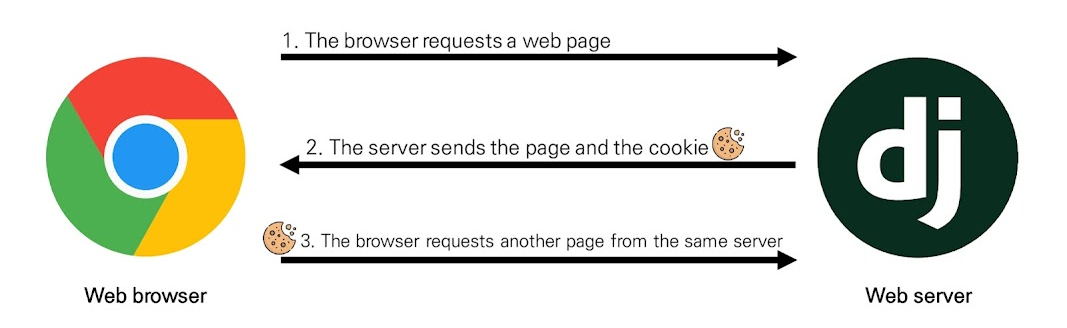 1. The browser requests a web page
2. The server sends the page and the cookie
dj
3. The browser requests another page from the same server
Web browser
Web server